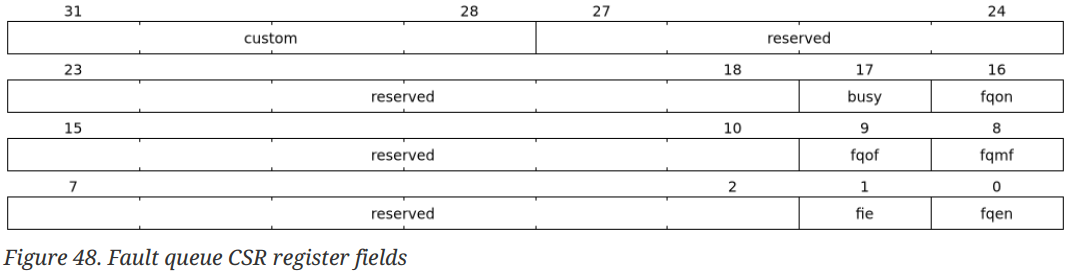 31 28 27 24
custom reserved
23 18 17 16
reserved busy fqon
15 10 9 8
reserved fqof fqmf
7 2 1 0
reserved fie fqen
Figure 48. Fault queue CSR register fields